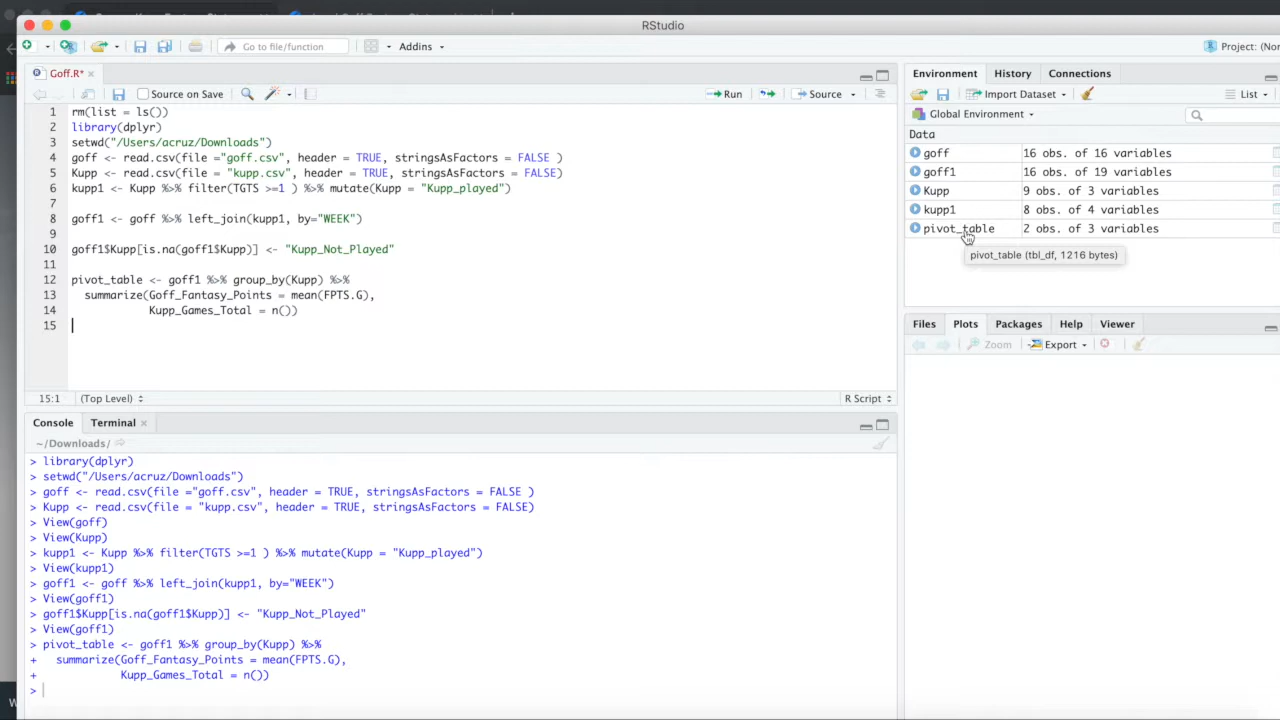 RStudio
Go to file/function
Addins
Project: (Nor
Goff.R*
Source on Save
Run
Source
1 rm(list = ls())
2 library(dplyr)
3 setwd("/Users/acruz/Downloads")
4 goff <- read.csv(file ="goff.csv", header = TRUE, stringsAsFactors = FALSE )
5 Kupp <- read.csv(file = "kupp.csv", header = TRUE, stringsAsFactors = FALSE)
6 kupp1 <- Kupp %>% filter(TGTS >=1 ) %>% mutate(Kupp = "Kupp_played")
7
8 goff1 <- goff %>% left_join(kupp1, by="WEEK")
9
10 goff1$Kupp[is.na(goff1$Kupp)] <- "Kupp_Not_Played"
11
12 pivot_table <- goff1 %>% group_by(Kupp) %>%
13 summarize(Goff_Fantasy_Points = mean(FPTS.G),
14 Kupp_Games_Total = n())
15
15:1 (Top Level) R Script
Console Terminal
~/Downloads/
> library(dplyr)
> setwd("/Users/acruz/Downloads")
> goff <- read.csv(file ="goff.csv", header = TRUE, stringsAsFactors = FALSE )
> Kupp <- read.csv(file = "kupp.csv", header = TRUE, stringsAsFactors = FALSE)
> View(goff)
> View(Kupp)
> kupp1 <- Kupp %>% filter(TGTS >=1 ) %>% mutate(Kupp = "Kupp_played")
> View(kupp1)
> goff1 <- goff %>% left_join(kupp1, by="WEEK")
> View(goff1)
> goff1$Kupp[is.na(goff1$Kupp)] <- "Kupp_Not_Played"
> View(goff1)
> pivot_table <- goff1 %>% group_by(Kupp) %>%
+ summarize(Goff_Fantasy_Points = mean(FPTS.G),
+ Kupp_Games_Total = n())
>
Environment History Connections
Import Dataset
List
Global Environment
Data
goff 16 obs. of 16 variables
goff1 16 obs. of 19 variables
Kupp 9 obs. of 3 variables
kupp1 8 obs. of 4 variables
pivot_table 2 obs. of 3 variables
pivot_table (tbl_df, 1216 bytes)
Files Plots Packages Help Viewer
Zoom Export